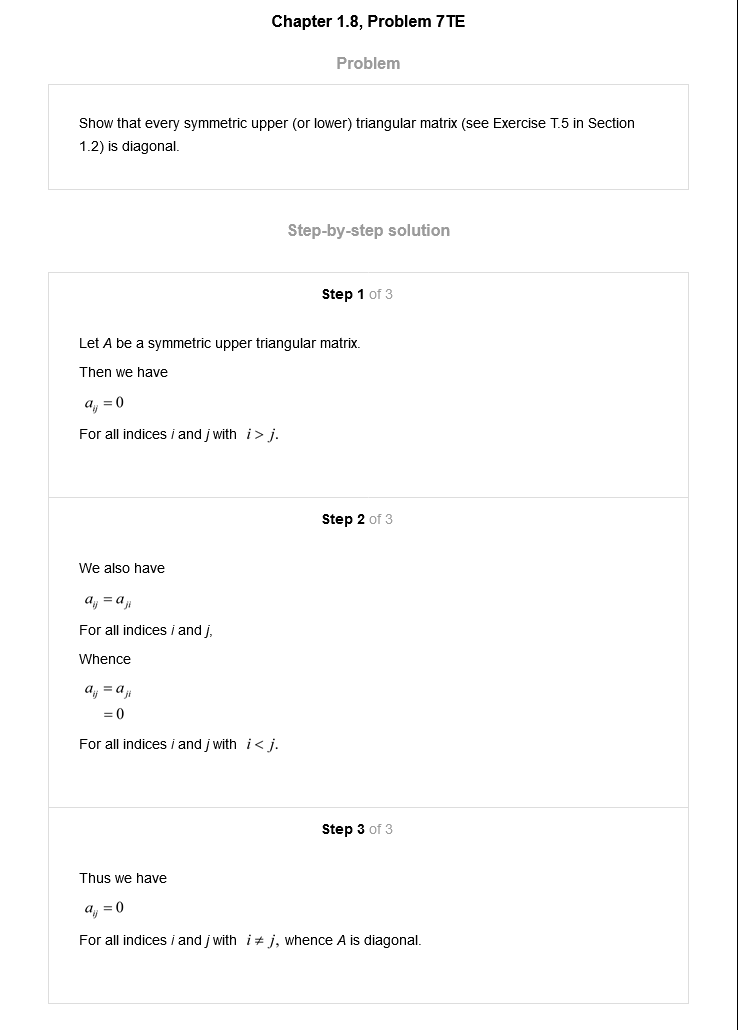 Chapter 1.8, Problem 7TE
Problem
Show that every symmetric upper (or lower) triangular matrix (see Exercise T.5 in Section
1.2) is diagonal.
Step-by-step solution
Step 1 of 3
Let A be a symmetric upper triangular matrix.
Then we have
a_{ij} = 0
For all indices i and j with i > j.
Step 2 of 3
We also have
a_{ij} = a_{ji}
For all indices i and j,
Whence
a_{ij} = a_{ji}
= 0
For all indices i and j with i < j.
Step 3 of 3
Thus we have
a_{ij} = 0
For all indices i and j with i ≠ j, whence A is diagonal.